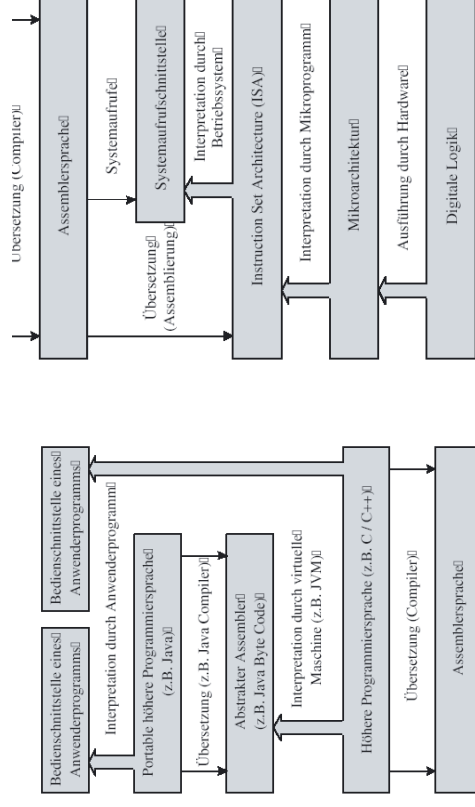 Bedienschnittstelle eines
Anwenderprogramms
Bedienschnittstelle eines
Anwenderprogramms
Interpretation durch Anwenderprogramm
Portable höhere Programmiersprache
(z.B. Java)
Übersetzung (z.B. Java Compiler)
Abstrakter Assembler
(z.B. Java Byte Code)
Interpretation durch virtuelle
Maschine (z.B. JVM)
Höhere Programmiersprache (z.B. C / C++)
Übersetzung (Compiler)
Assemblersprache
Übersetzung (Compiler)
Assemblersprache
Systemaufrufe
Übersetzung
(Assemblierung)
Systemaufrufschnittstelle
Interpretation durch
Betriebssystem
Instruction Set Architecture (ISA)
Interpretation durch Mikroprogramm
Mikroarchitektur
Ausführung durch Hardware
Digitale Logik